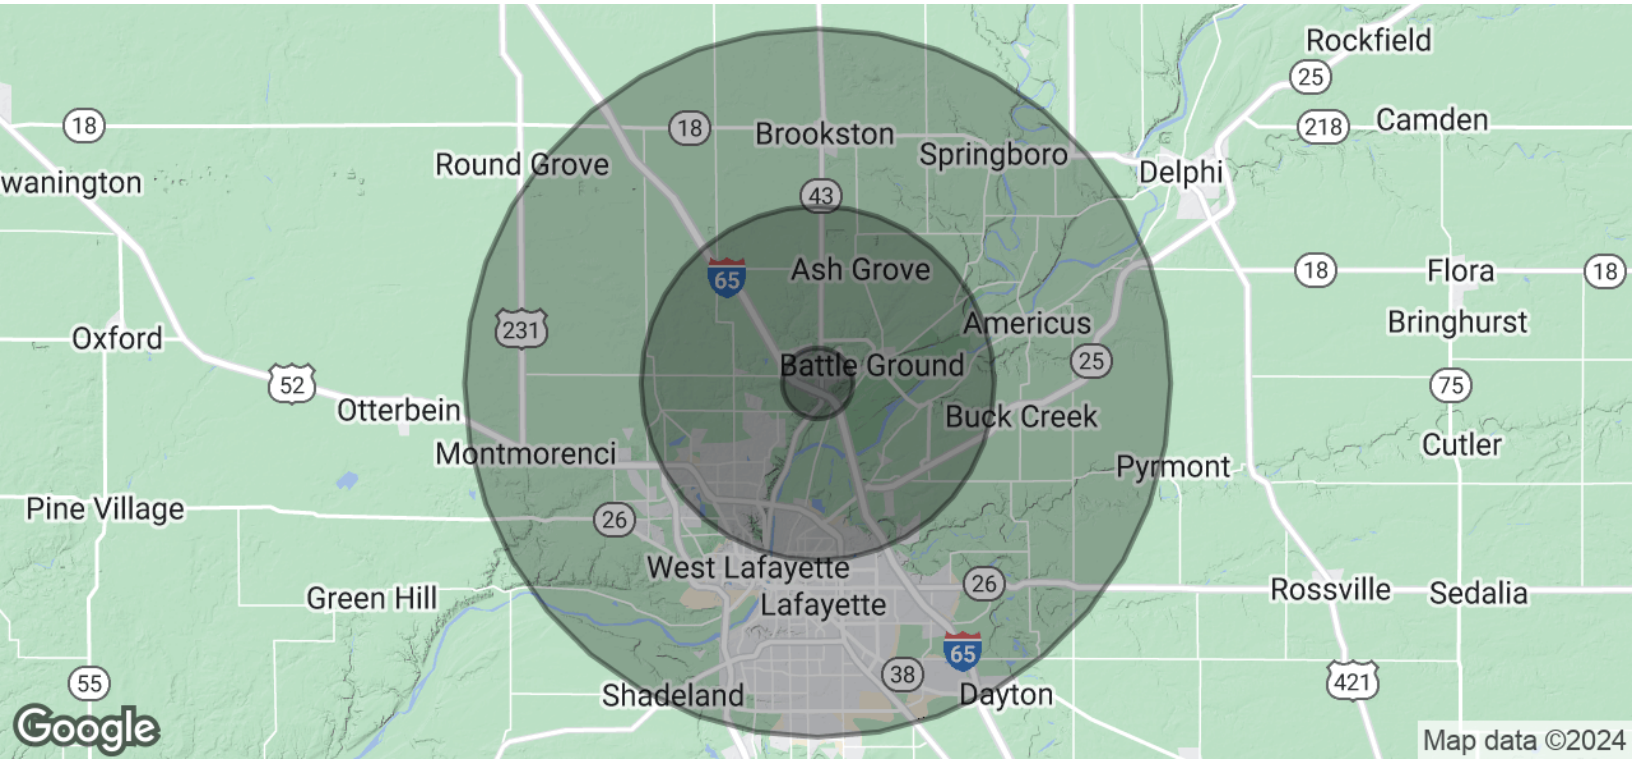 Rockfield
25
18
18
Brookston
218
Camden
Round Grove
Springboro
Delphi
wanington
43
65
Ash Grove
18
Flora
18
231
Americus
Bringhurst
Oxford
52
Battle Ground
25
75
Otterbein
Buck Creek
Montmorenci
Cutler
Pyrmont
Pine Village
26
West Lafayette
26
Green Hill
Lafayette
Rossville
Sedalia
65
55
Shadeland
38
Dayton
421
Google
Map data ©2024